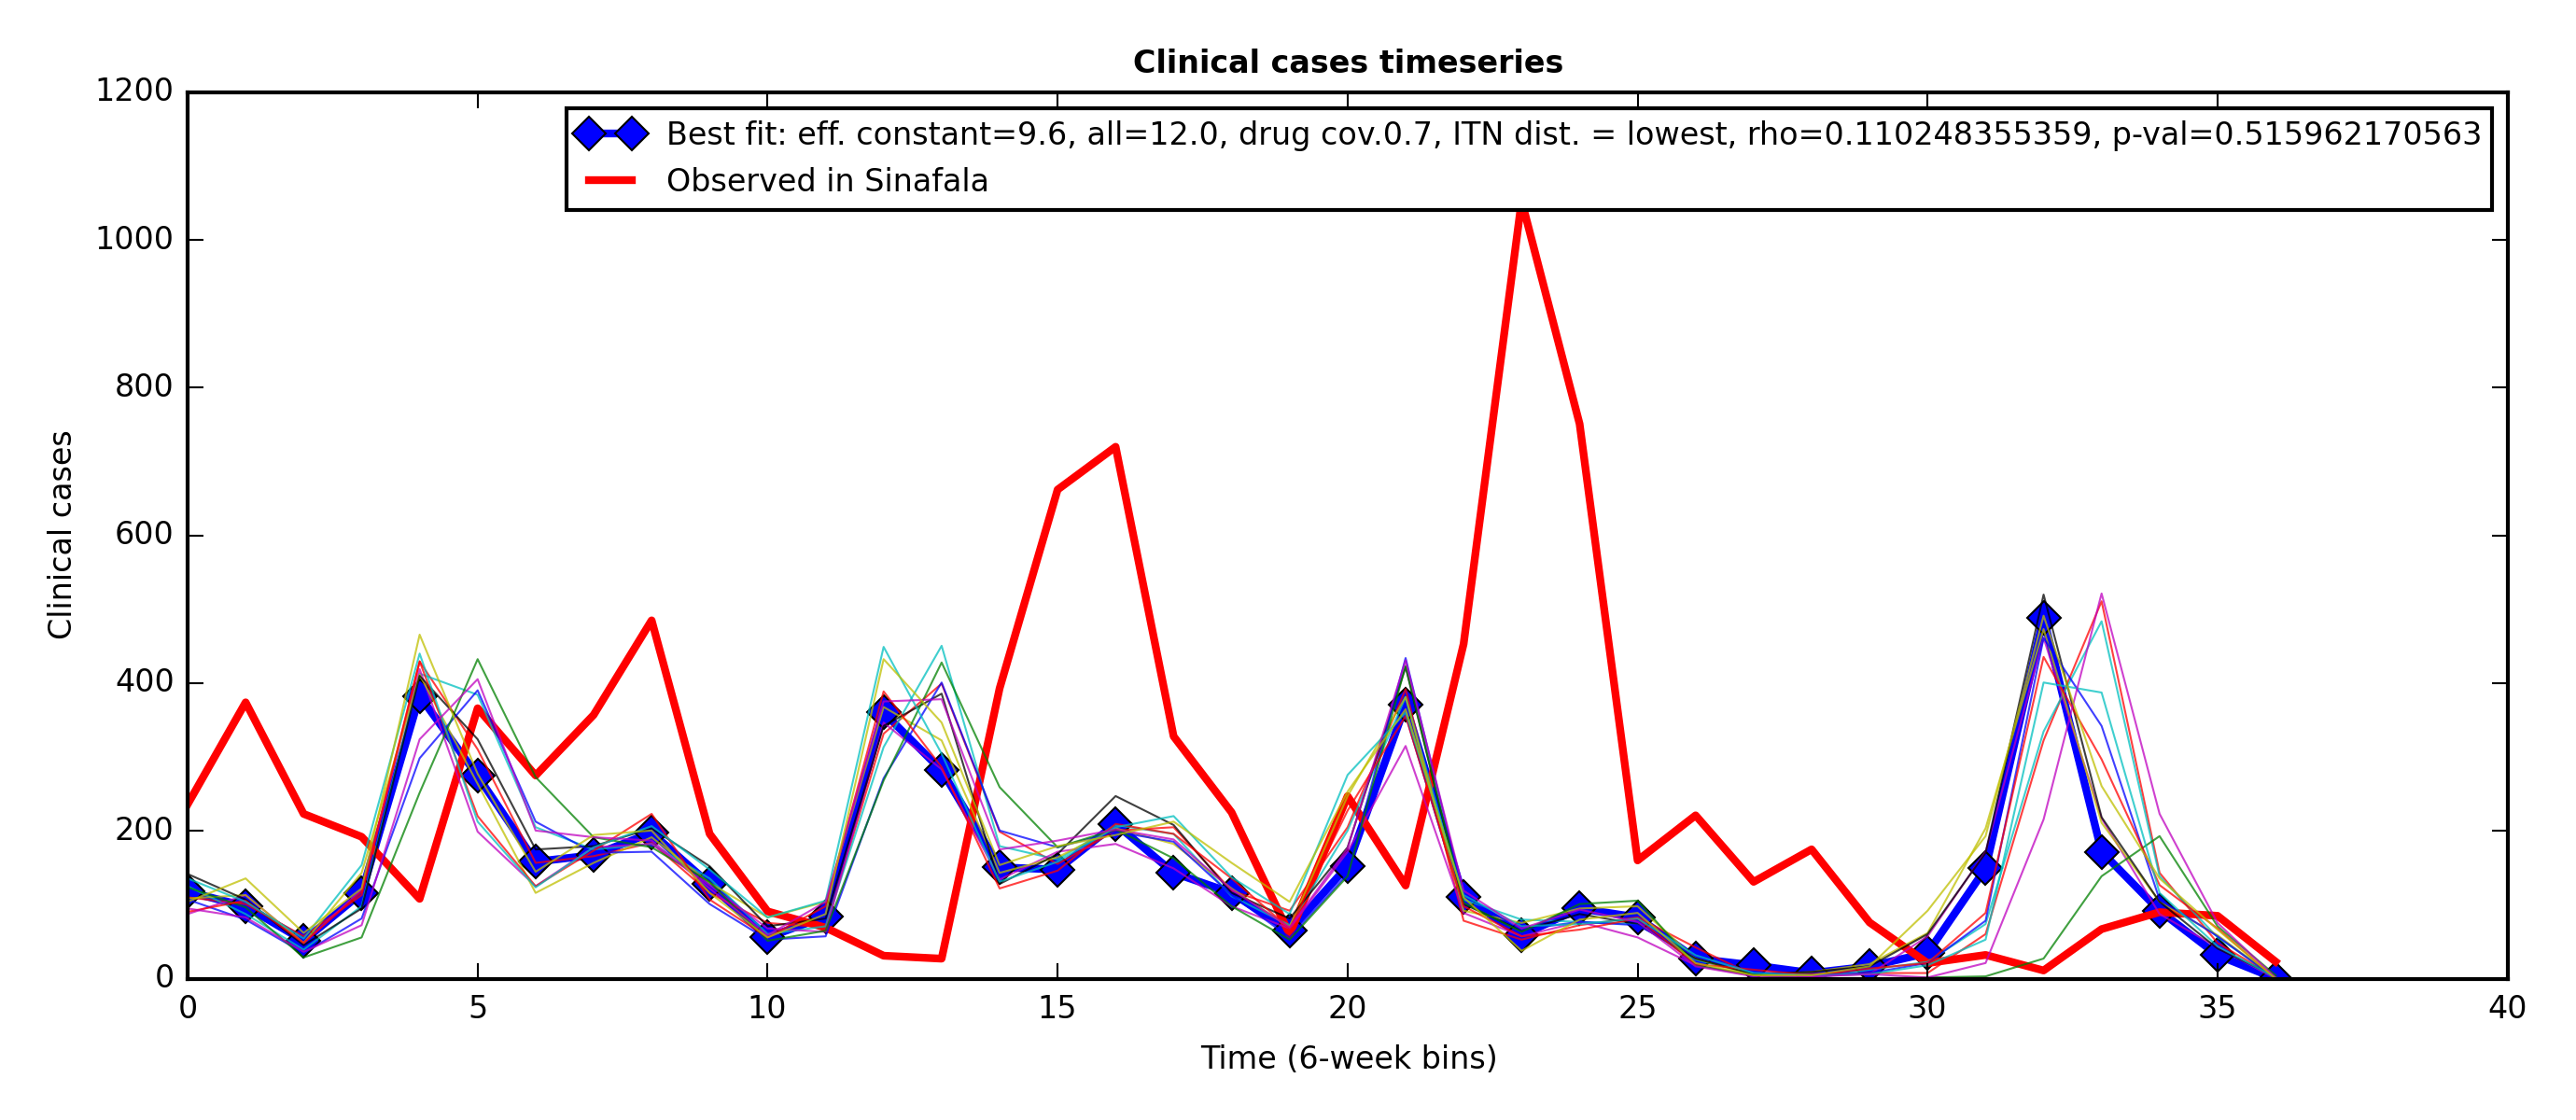 Clinical cases timeseries
Best fit: eff. constant=9.6, all=12.0, drug cov.0.7, ITN dist. = lowest, rho=0.110248355359, p-val=0.515962170563
Observed in Sinafala
1200
1000
800
600
400
200
0
Clinical cases
0 5 10 15 20 25 30 35 40
Time (6-week bins)